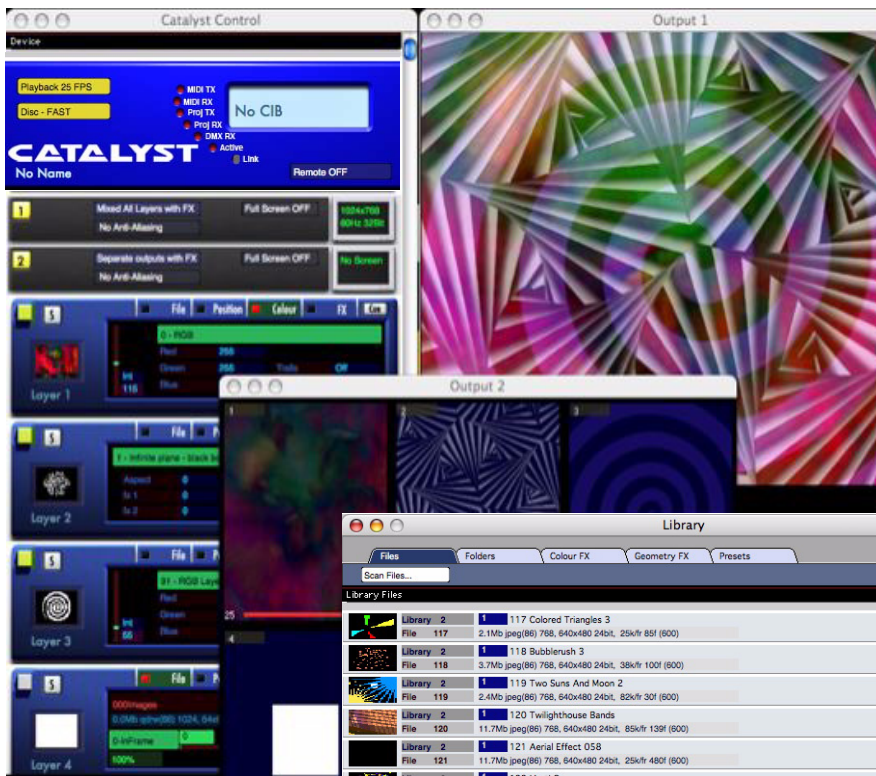 Catalyst Control
Device
Playback 25 FPS
Disc - FAST
MIDI TX
MIDI RX
Proj TX
Proj RX
DMX RX
Active
Link
No CIB
CATALYST
No Name
Remote OFF
1
Mixed All Layers with FX
Full Screen OFF
No Anti-Aliasing
1024x768
60Hz 32Bit
2
Separate outputs with FX
Full Screen OFF
No Anti-Aliasing
No Screen
S
File
Position
Colour
FX
0 - RGB
Red 255
Green 255 Trails Off
Blue
116
Layer 1
S
File
1 - Infinite plane - black
Aspect 0
fx 1 0
fx 2 0
Layer 2
S
File
31 - RGB Laye
Red
Green
Blue
66
Layer 3
S
File
000Images
0-InFrame 0
100%
Layer 4
Output 1
Output 2
1
2
3
25
4
Library
Files
Folders
Colour FX
Geometry FX
Presets
Scan Files...
Library Files
Library 2 1 117 Colored Triangles 3
File 117 2.1Mb jpeg(86) 768, 640x480 24bit, 25k/fr 85f (600)
Library 2 1 118 Bubblerush 3
File 118 3.7Mb jpeg(86) 768, 640x480 24bit, 38k/fr 100f (600)
Library 2 1 119 Two Suns And Moon 2
File 119 2.4Mb jpeg(86) 768, 640x480 24bit, 82k/fr 30f (600)
Library 2 1 120 Twilighthouse Bands
File 120 11.7Mb jpeg(86) 768, 640x480 24bit, 85k/fr 139f (600)
Library 2 1 121 Aerial Effect 058
File 121 11.7Mb jpeg(86) 768, 640x480 24bit, 25k/fr 480f (600)